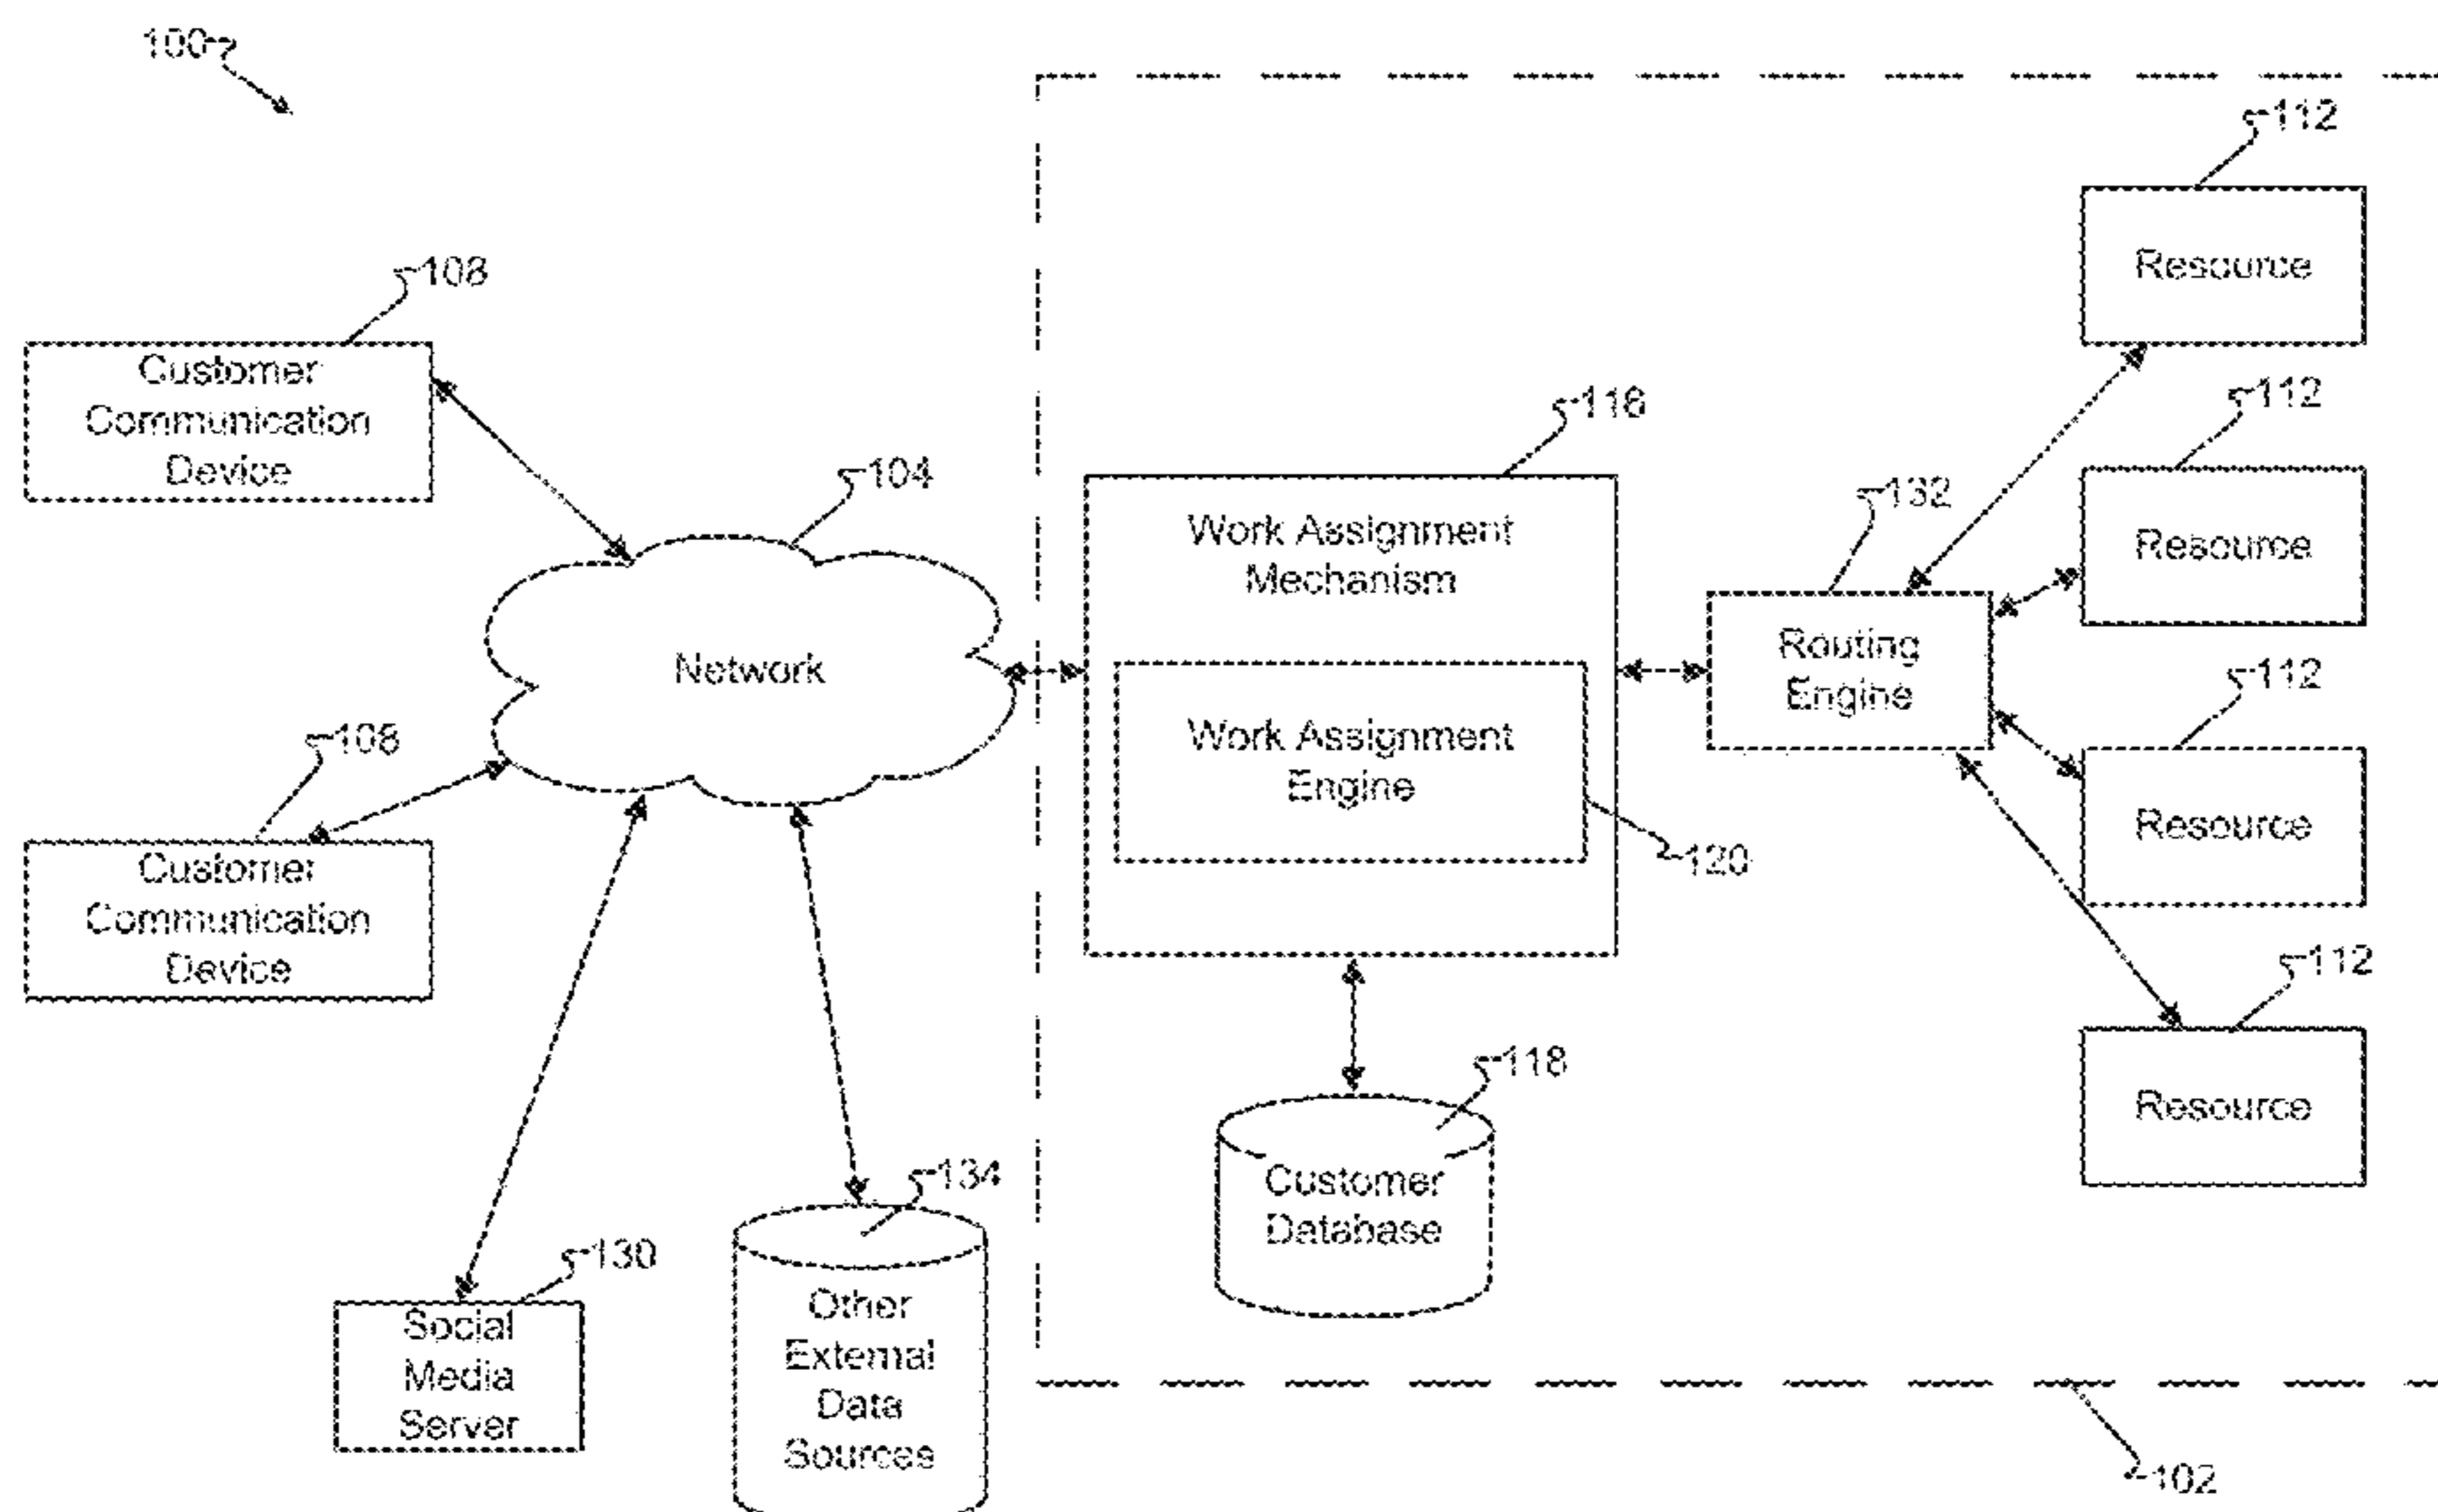 100
112
Resource
108
Customer
Communication
Device
112
Resource
116
104
132
Work Assignment
Mechanism
Routing
Engine
Network
112
Resource
108
Work Assignment
Engine
120
Customer
Communication
Device
112
Resource
118
Customer
Database
134
Other
External
Data
Sources
130
Social
Media
Server
102